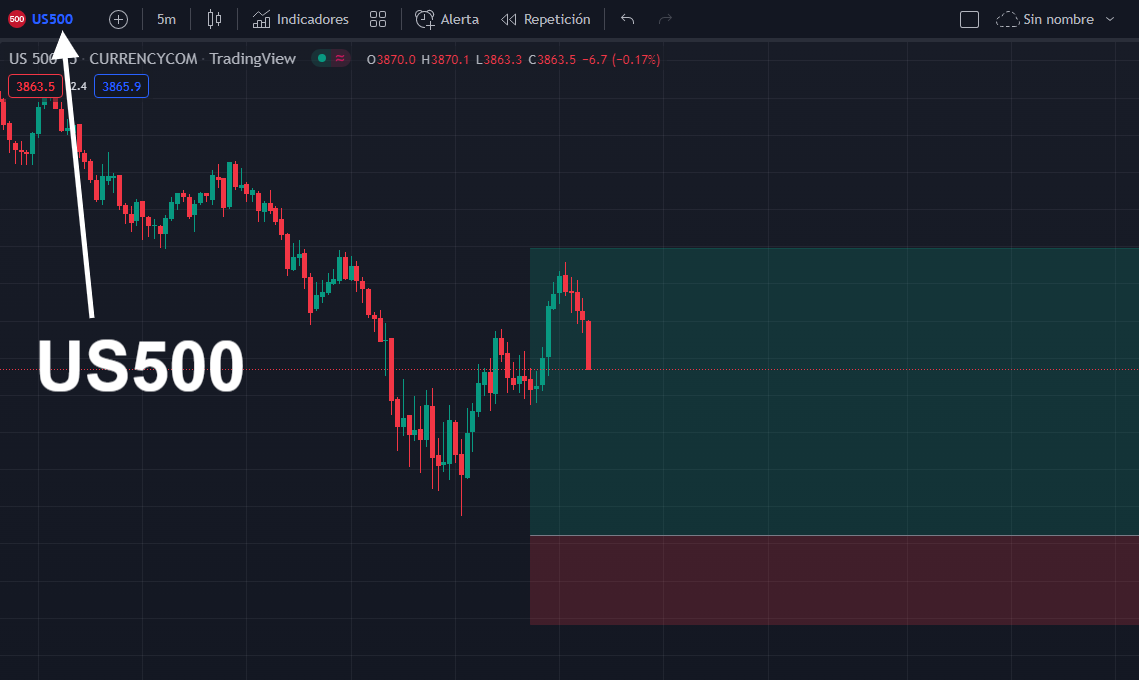 500 US500 5m Indicadores Alerta Repetición Sin nombre
US 500 5 · CURRENCYCOM · TradingView O3870.0 H3870.1 L3863.3 C3863.5 −6.7 (−0.17%)
3863.5 2.4 3865.9
US500